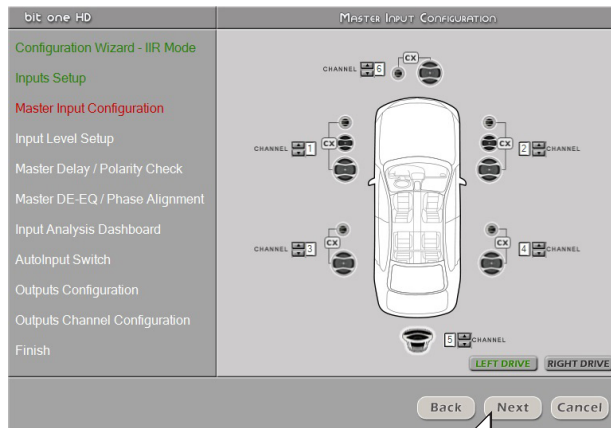 bit one HD
Master Input Configuration
Configuration Wizard - IIR Mode
Inputs Setup
Master Input Configuration
Input Level Setup
Master Delay / Polarity Check
Master DE-EQ / Phase Alignment
Input Analysis Dashboard
AutoInput Switch
Outputs Configuration
Outputs Channel Configuration
Finish
CHANNEL 6 CX
CHANNEL 1 CX
CX 2 CHANNEL
CHANNEL 3 CX
CX 4 CHANNEL
5 CHANNEL
LEFT DRIVE RIGHT DRIVE
Back Next Cancel